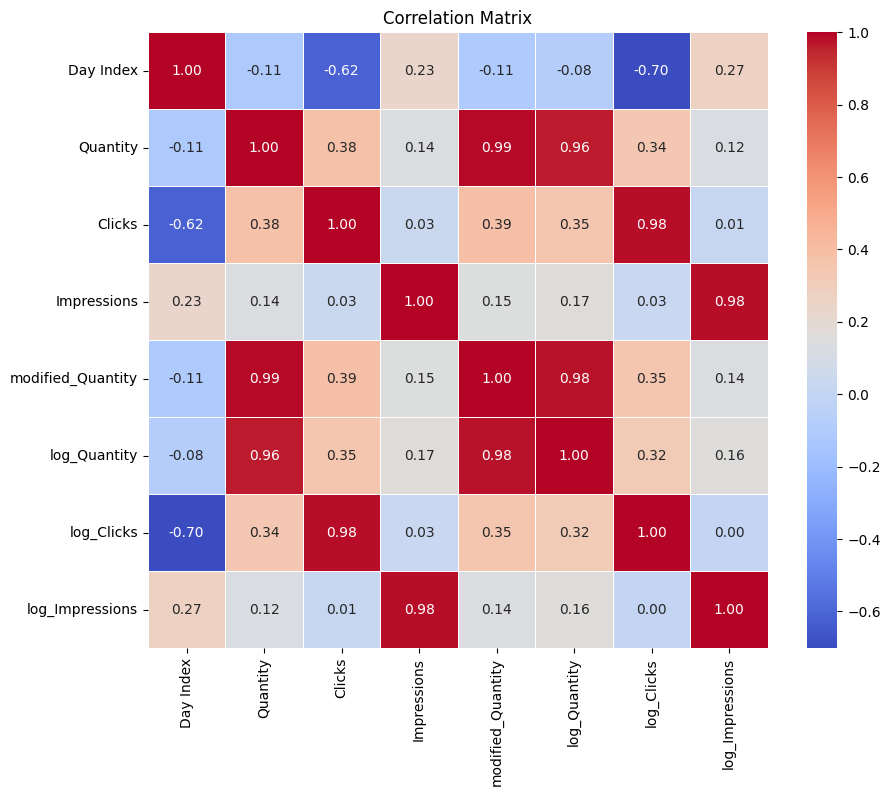 Correlation Matrix
Day Index 1.00 -0.11 -0.62 0.23 -0.11 -0.08 -0.70 0.27
Quantity -0.11 1.00 0.38 0.14 0.99 0.96 0.34 0.12
Clicks -0.62 0.38 1.00 0.03 0.39 0.35 0.98 0.01
Impressions 0.23 0.14 0.03 1.00 0.15 0.17 0.03 0.98
modified_Quantity -0.11 0.99 0.39 0.15 1.00 0.98 0.35 0.14
log_Quantity -0.08 0.96 0.35 0.17 0.98 1.00 0.32 0.16
log_Clicks -0.70 0.34 0.98 0.03 0.35 0.32 1.00 0.00
log_Impressions 0.27 0.12 0.01 0.98 0.14 0.16 0.00 1.00
Day Index
Quantity
Clicks
Impressions
modified_Quantity
log_Quantity
log_Clicks
log_Impressions
1.0
0.8
0.6
0.4
0.2
0.0
−0.2
−0.4
−0.6